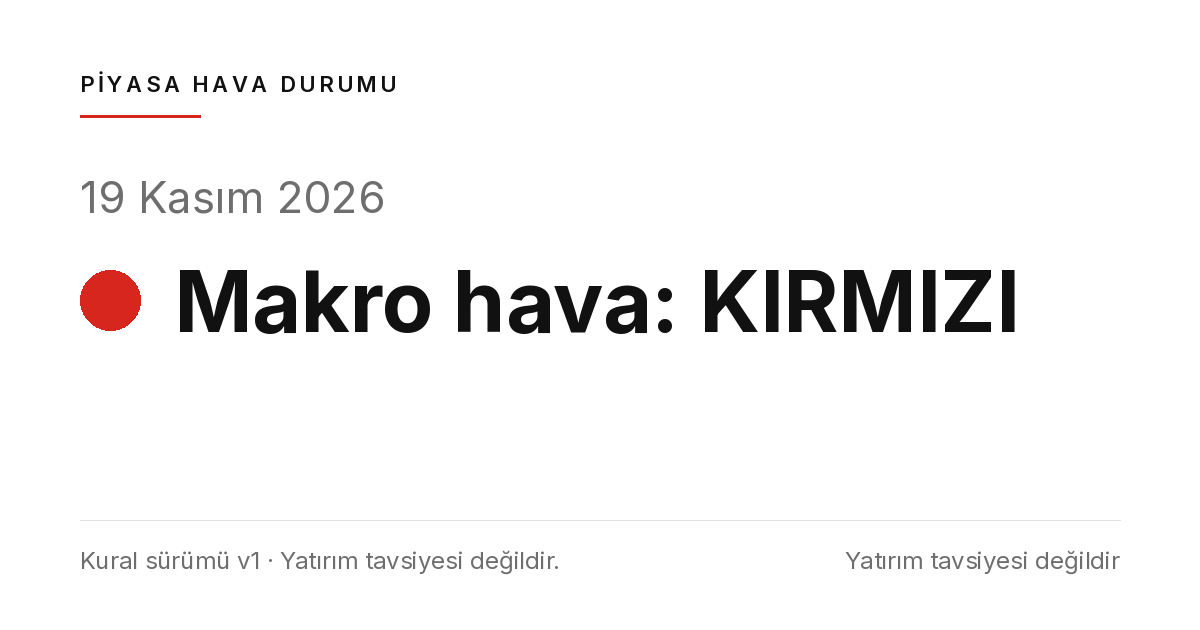 PİYASA HAVA DURUMU
19 Kasım 2026
Makro hava: KIRMIZI
Kural sürümü v1 · Yatırım tavsiyesi değildir.
Yatırım tavsiyesi değildir